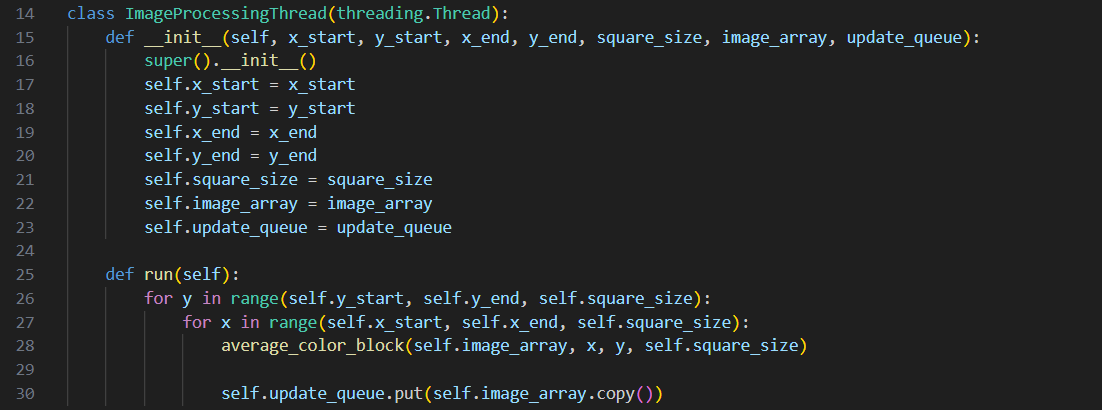 14 class ImageProcessingThread(threading.Thread):
15     def __init__(self, x_start, y_start, x_end, y_end, square_size, image_array, update_queue):
16         super().__init__()
17         self.x_start = x_start
18         self.y_start = y_start
19         self.x_end = x_end
20         self.y_end = y_end
21         self.square_size = square_size
22         self.image_array = image_array
23         self.update_queue = update_queue
24
25     def run(self):
26         for y in range(self.y_start, self.y_end, self.square_size):
27             for x in range(self.x_start, self.x_end, self.square_size):
28                 average_color_block(self.image_array, x, y, self.square_size)
29
30                 self.update_queue.put(self.image_array.copy())